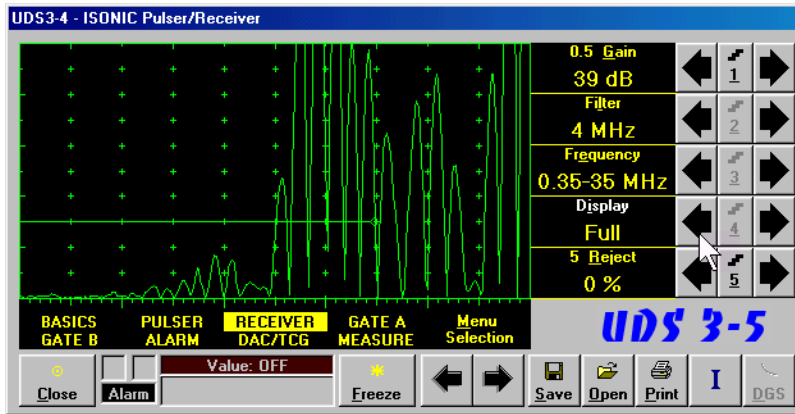 UDS3-4 - ISONIC Pulser/Receiver
0.5 Gain
39 dB
1
Filter
4 MHz
2
Frequency
0.35-35 MHz
3
Display
Full
4
5 Reject
0 %
5
BASICS PULSER RECEIVER GATE A Menu
GATE B ALARM DAC/TCG MEASURE Selection
UDS 3-5
Value: OFF
Close Alarm Freeze Save Open Print I DGS